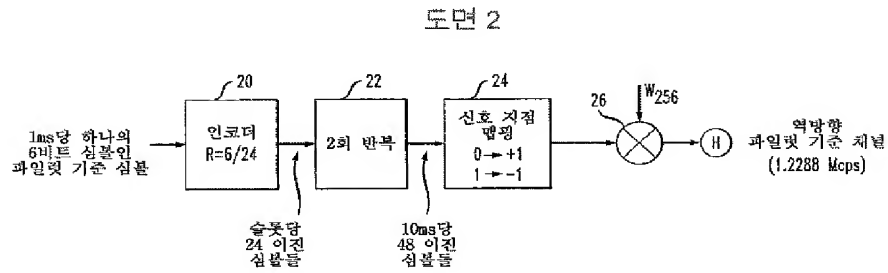 도면 2
20
22
24
26
W256
1ms당 하나의
6비트 심볼인
파일럿 기준 심볼
인코더
R=6/24
2회 반복
신호 지점
맵핑
0→+1
1→-1
H
역방향
파일럿 기준 채널
(1.2288 Mcps)
슬롯당
24 이진
심볼들
10ms당
48 이진
심볼들